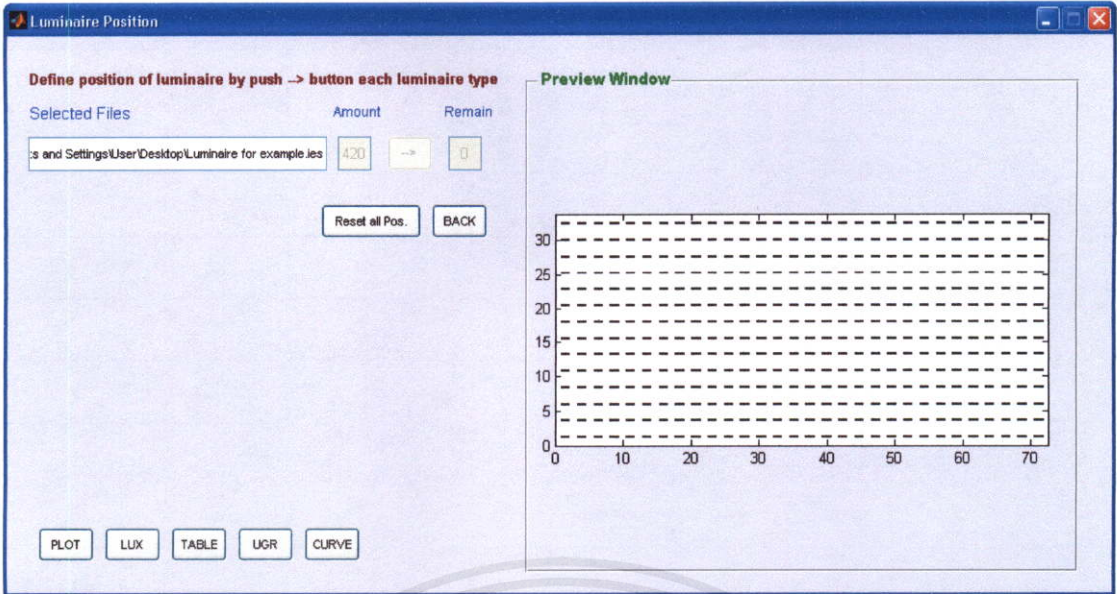 Luminaire Position
Define position of luminaire by push --> button each luminaire type
Selected Files Amount Remain
:s and Settings\User\Desktop\Luminaire for example.ies 420 --> 0
Reset all Pos. BACK
PLOT LUX TABLE UGR CURVE
Preview Window
30
25
20
15
10
5
0
0 10 20 30 40 50 60 70